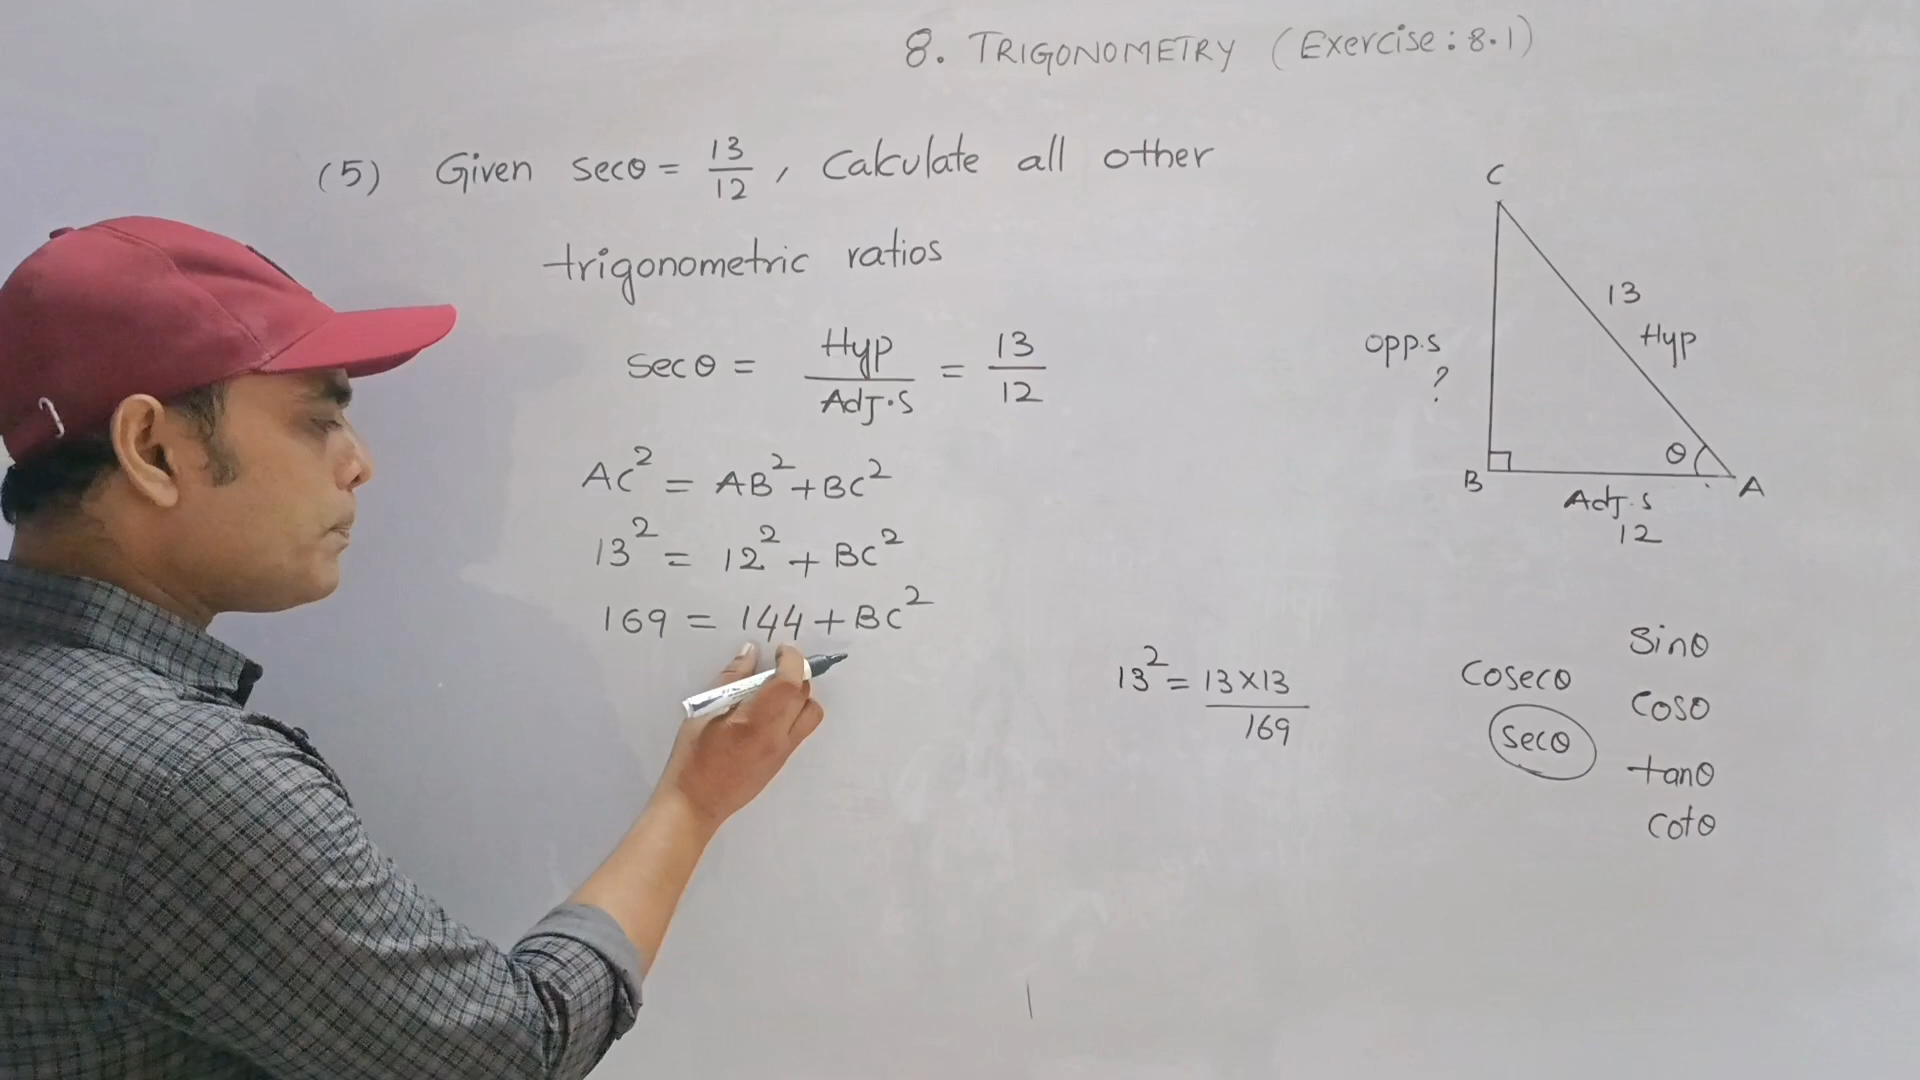 8. TRIGONOMETRY (Exercise: 8.1)
(5) Given secθ = 13/12, Calculate all other
trigonometric ratios
secθ = Hyp/Adj.s = 13/12
AC² = AB² + BC²
13² = 12² + BC²
169 = 144 + BC²
C
13
Hyp
opp.s
?
θ
B
A
Adj.s
12
13² = 13×13
169
cosecθ
secθ
sinθ
cosθ
tanθ
cotθ